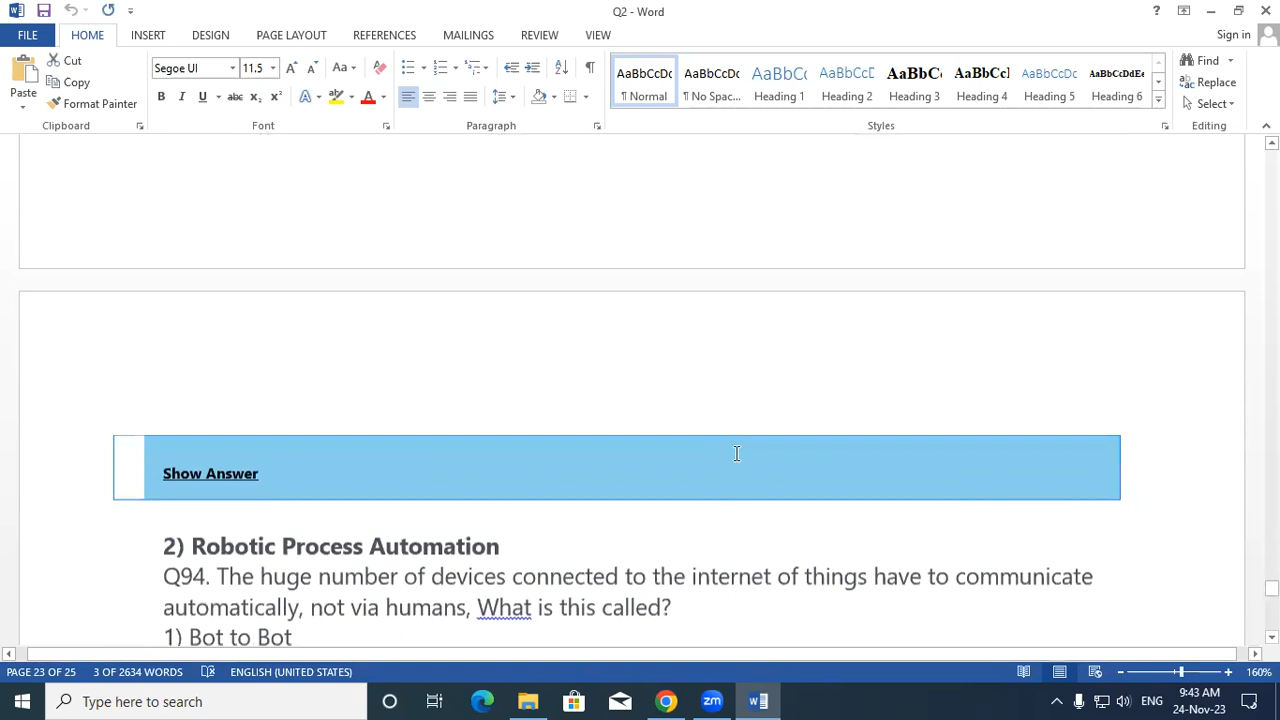 Q2 - Word
Sign in
FILE HOME INSERT DESIGN PAGE LAYOUT REFERENCES MAILINGS REVIEW VIEW
Paste
Cut
Copy
Format Painter
Clipboard
Segoe UI 11.5
Font
Paragraph
AaBbCcDc AaBbCcDc AaBbCc AaBbCcD AaBbC AaBbCcI AaBbCcDc AaBbCcDdEe
¶ Normal ¶ No Spac... Heading 1 Heading 2 Heading 3 Heading 4 Heading 5 Heading 6
Styles
Find
Replace
Select
Editing
Show Answer
2) Robotic Process Automation
Q94. The huge number of devices connected to the internet of things have to communicate
automatically, not via humans, What is this called?
1) Bot to Bot
PAGE 23 OF 25 3 OF 2634 WORDS ENGLISH (UNITED STATES) 160%
Type here to search
ENG
9:43 AM
24-Nov-23